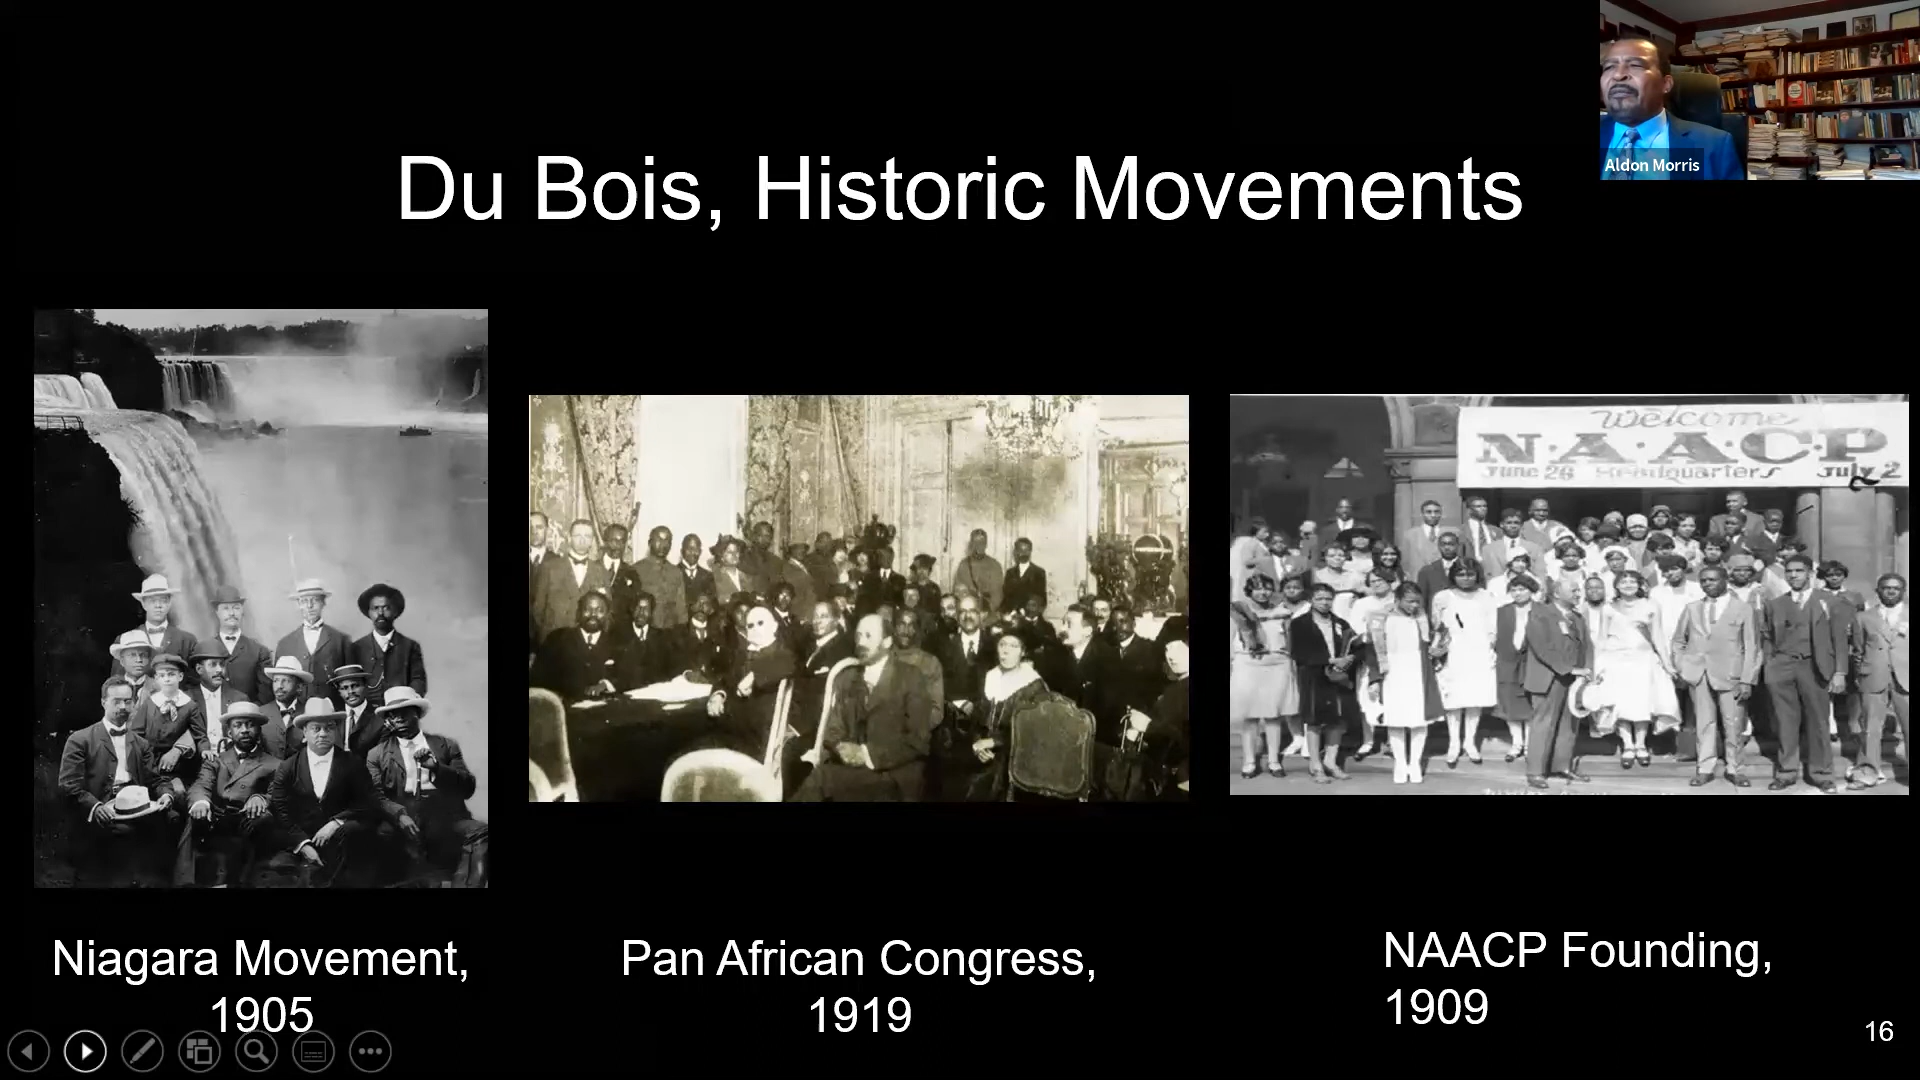 Du Bois, Historic Movements
Aldon Morris
Welcome
N·A·A·C·P
June 26 Headquarters July 2
Niagara Movement,
1905
Pan African Congress,
1919
NAACP Founding,
1909
16